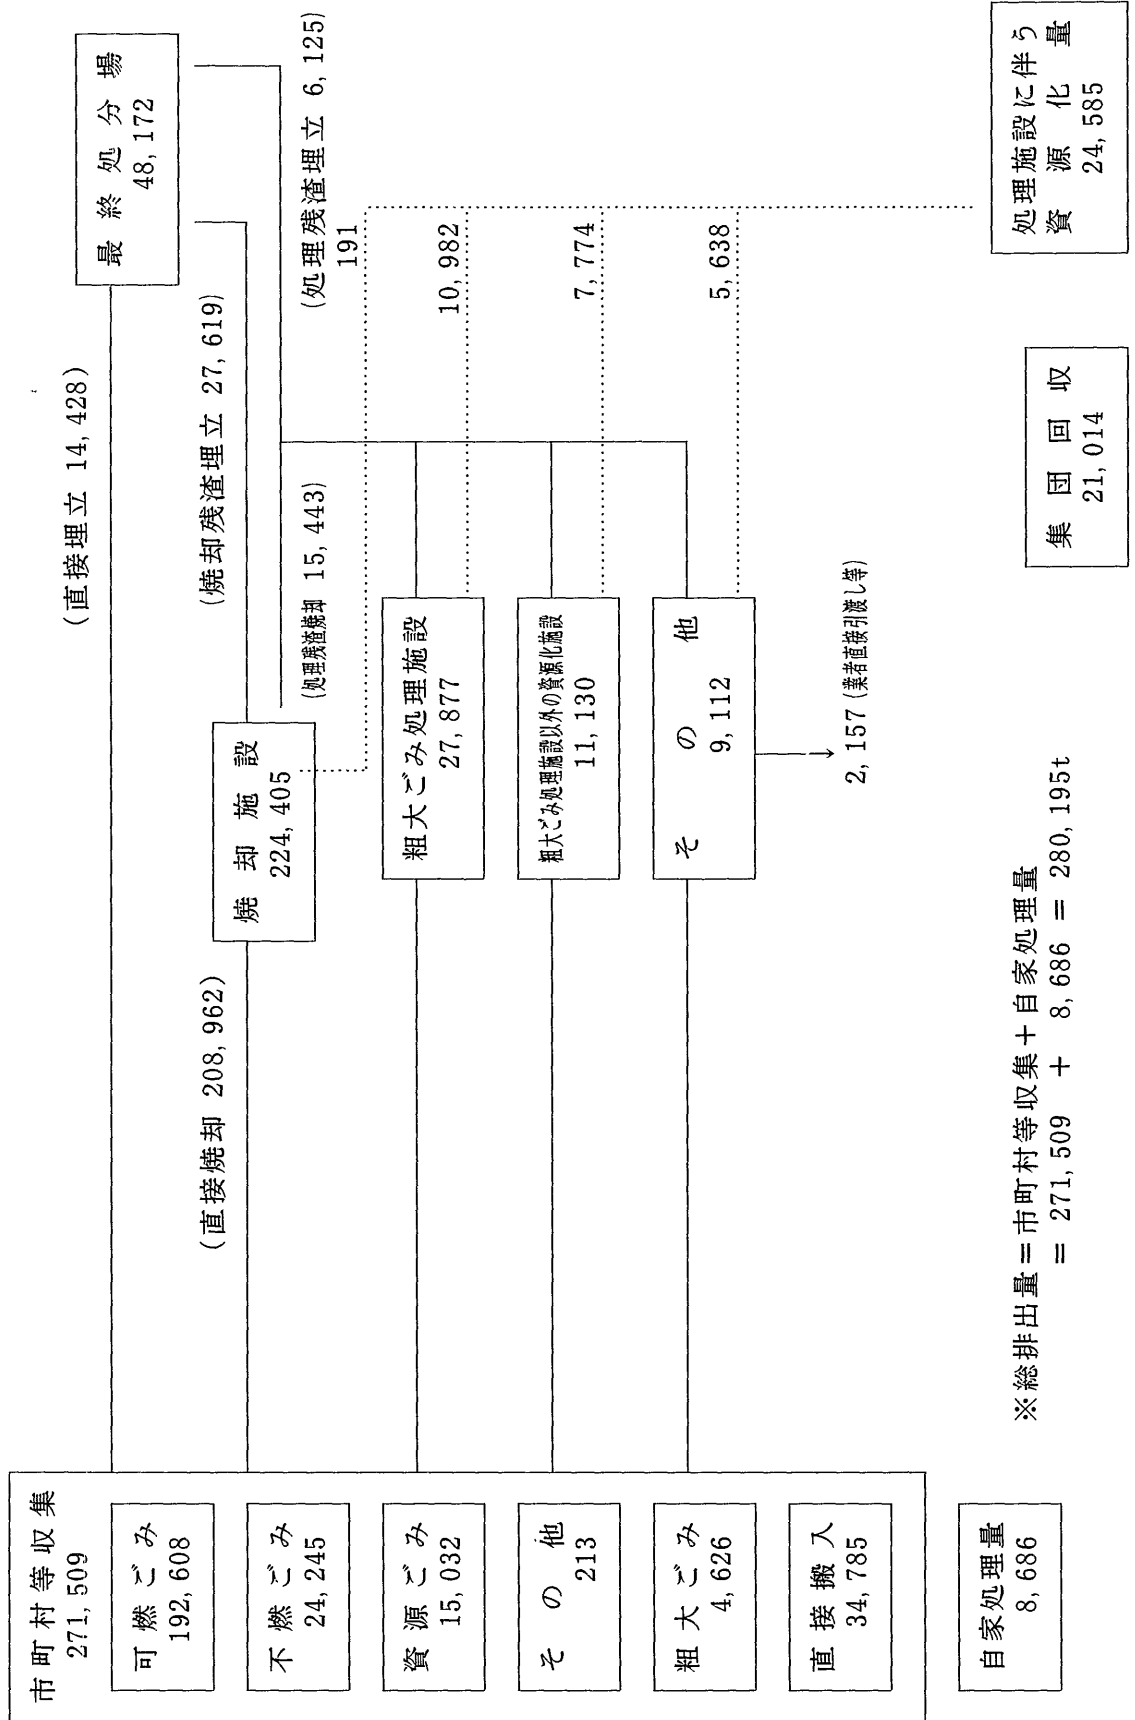 市町村等収集
271,509
可燃ごみ
192,608
不燃ごみ
24,245
資源ごみ
15,032
その他
213
粗大ごみ
4,626
直接搬入
34,785
自家処理量
8,686
(直接埋立 14,428)
(直接焼却 208,962)
焼却施設
224,405
(焼却残渣埋立 27,619)
(処理残渣焼却 15,443)
(処理残渣埋立 6,125)
最終処分場
48,172
粗大ごみ処理施設
27,877
粗大ごみ処理施設以外の資源化施設
11,130
その他
9,112
2,157(業者直接引渡し等)
191
10,982
7,774
5,638
集団回収
21,014
処理施設に伴う
資源化量
24,585
※総排出量=市町村等収集+自家処理量
= 271,509 + 8,686 = 280,195t